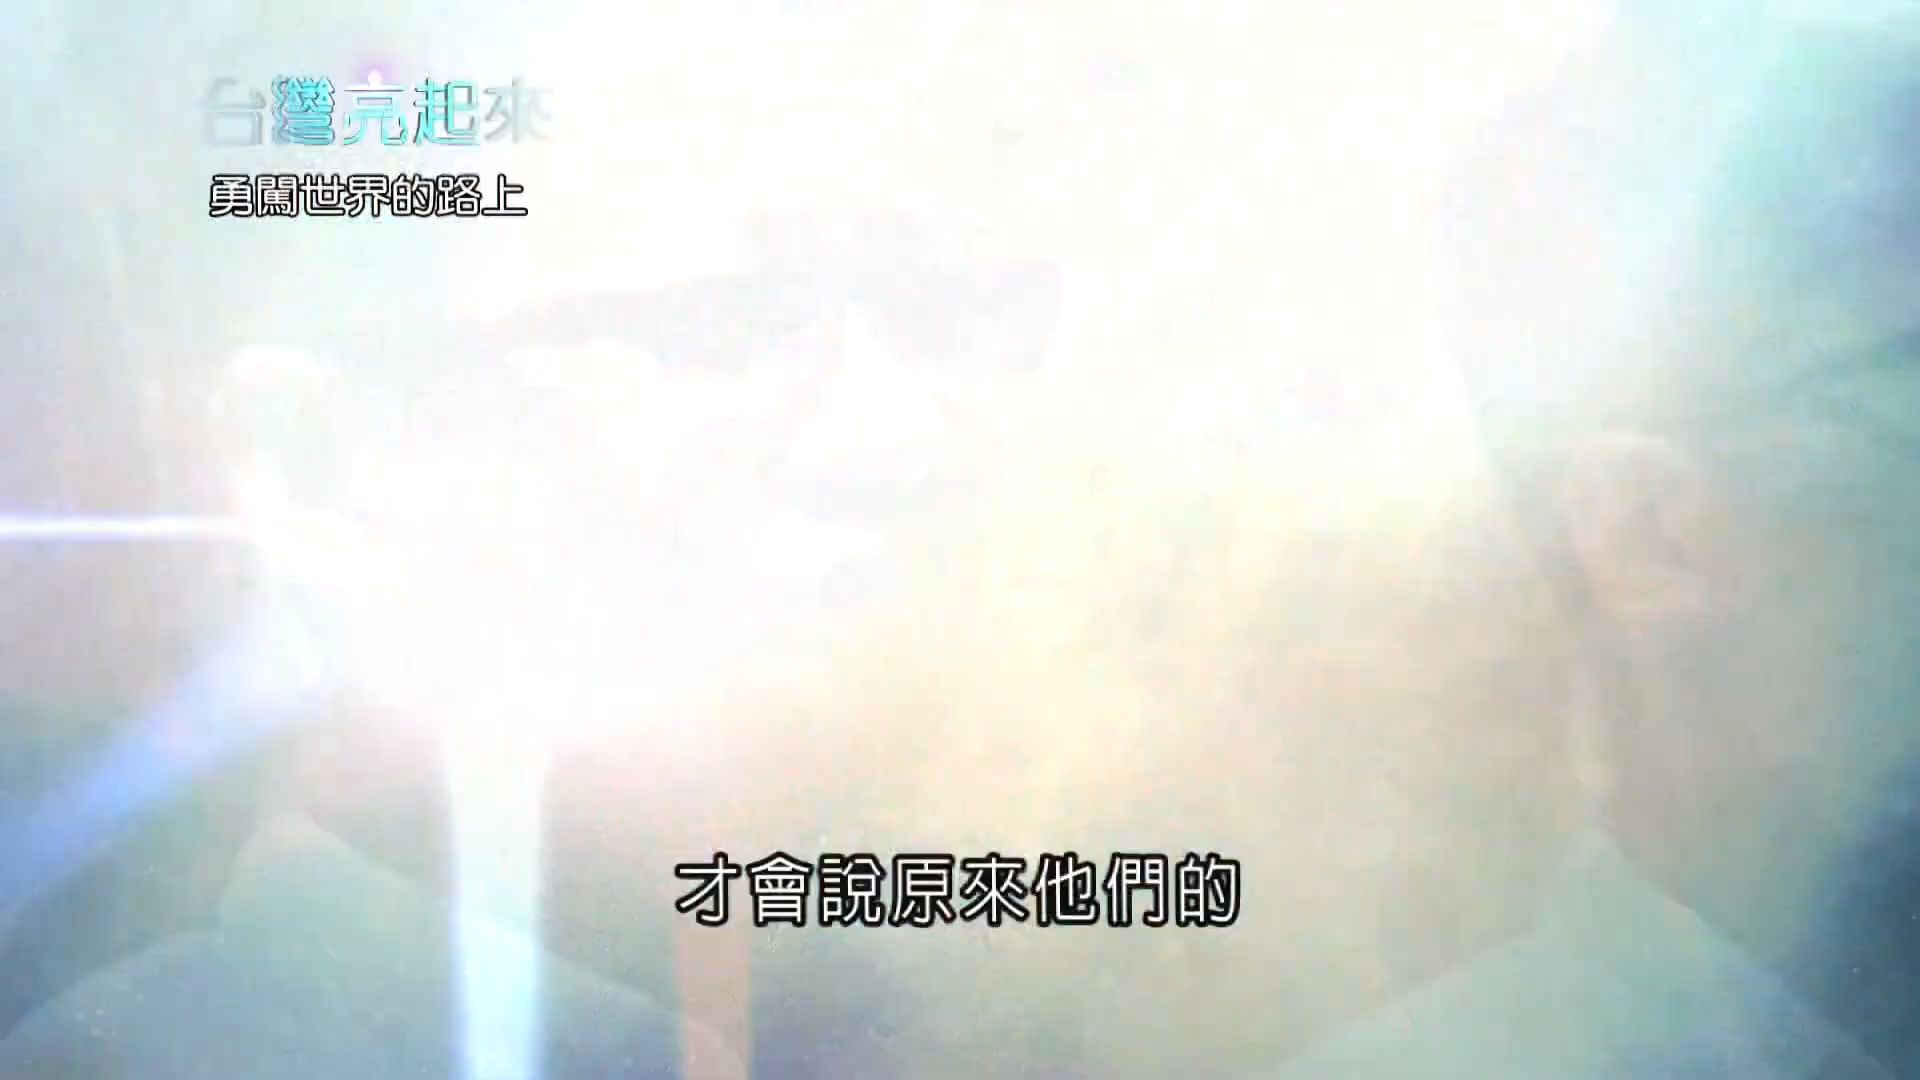 台灣亮起來
勇闖世界的路上
才會說原來他們的